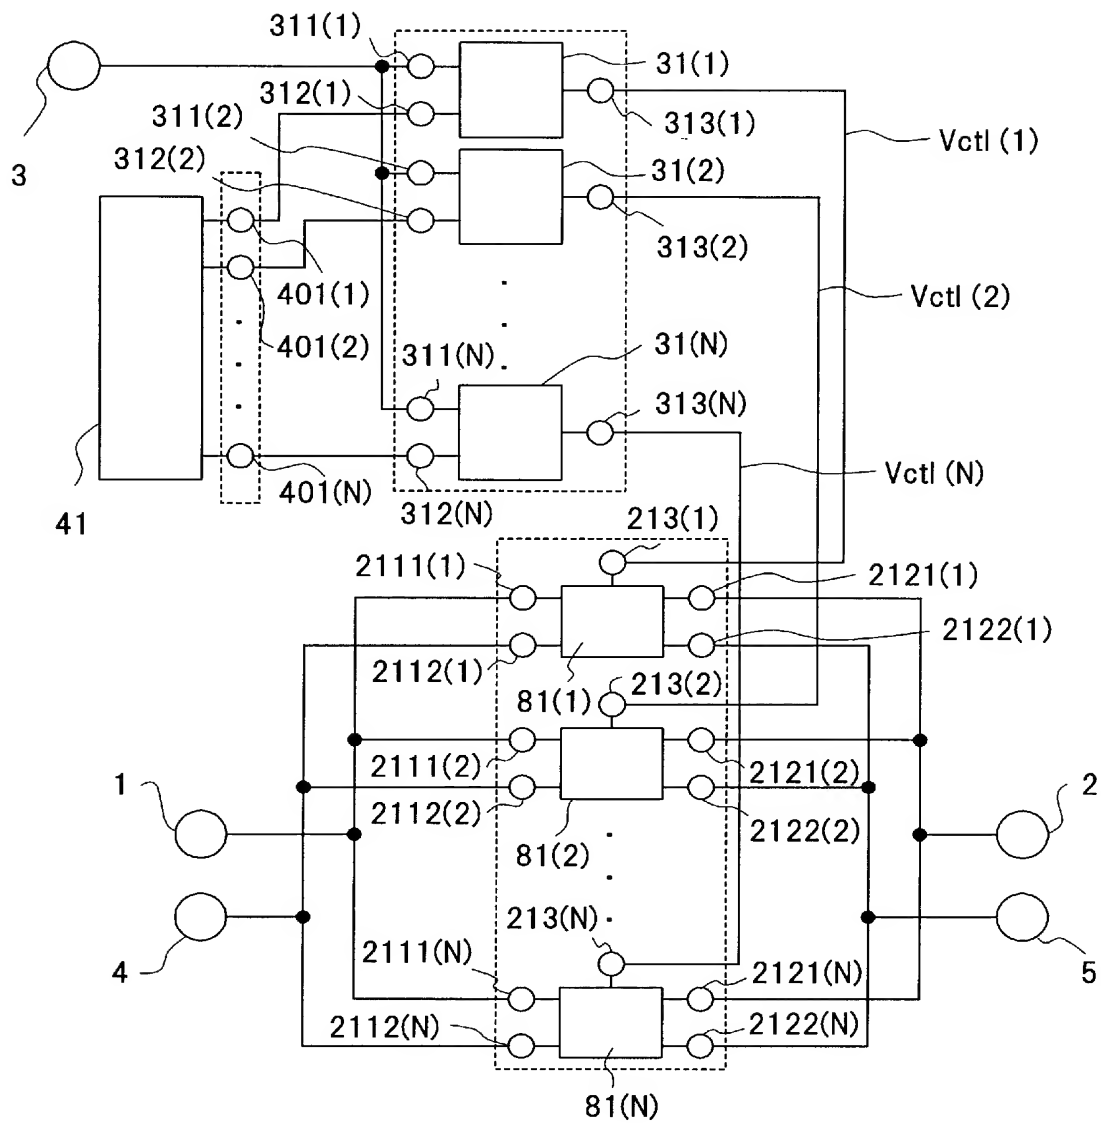 311(1)
31(1)
3
312(1)
313(1)
Vctl(1)
311(2)
312(2)
31(2)
313(2)
401(1)
Vctl(2)
401(2)
311(N)
31(N)
313(N)
41
401(N)
312(N)
Vctl(N)
213(1)
2111(1)
2121(1)
2122(1)
2112(1)
81(1)
213(2)
2111(2)
2121(2)
1
2112(2)
2122(2)
2
81(2)
213(N)
4
2111(N)
2121(N)
5
2112(N)
2122(N)
81(N)